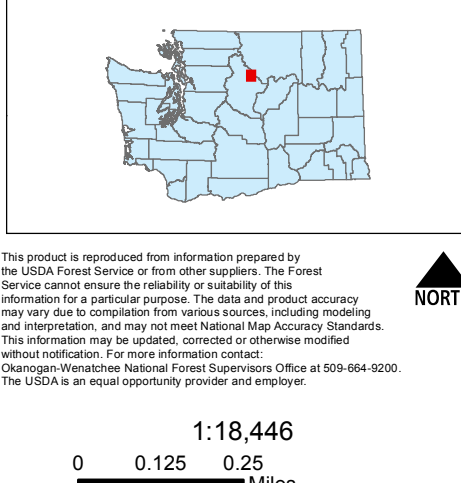 This product is reproduced from information prepared by
the USDA Forest Service or from other suppliers. The Forest
Service cannot ensure the reliability or suitability of this
information for a particular purpose. The data and product accuracy
may vary due to compilation from various sources, including modeling
and interpretation, and may not meet National Map Accuracy Standards.
This information may be updated, corrected or otherwise modified
without notification. For more information contact:
Okanogan-Wenatchee National Forest Supervisors Office at 509-664-9200.
The USDA is an equal opportunity provider and employer.
NORT
1:18,446
0 0.125 0.25
Miles